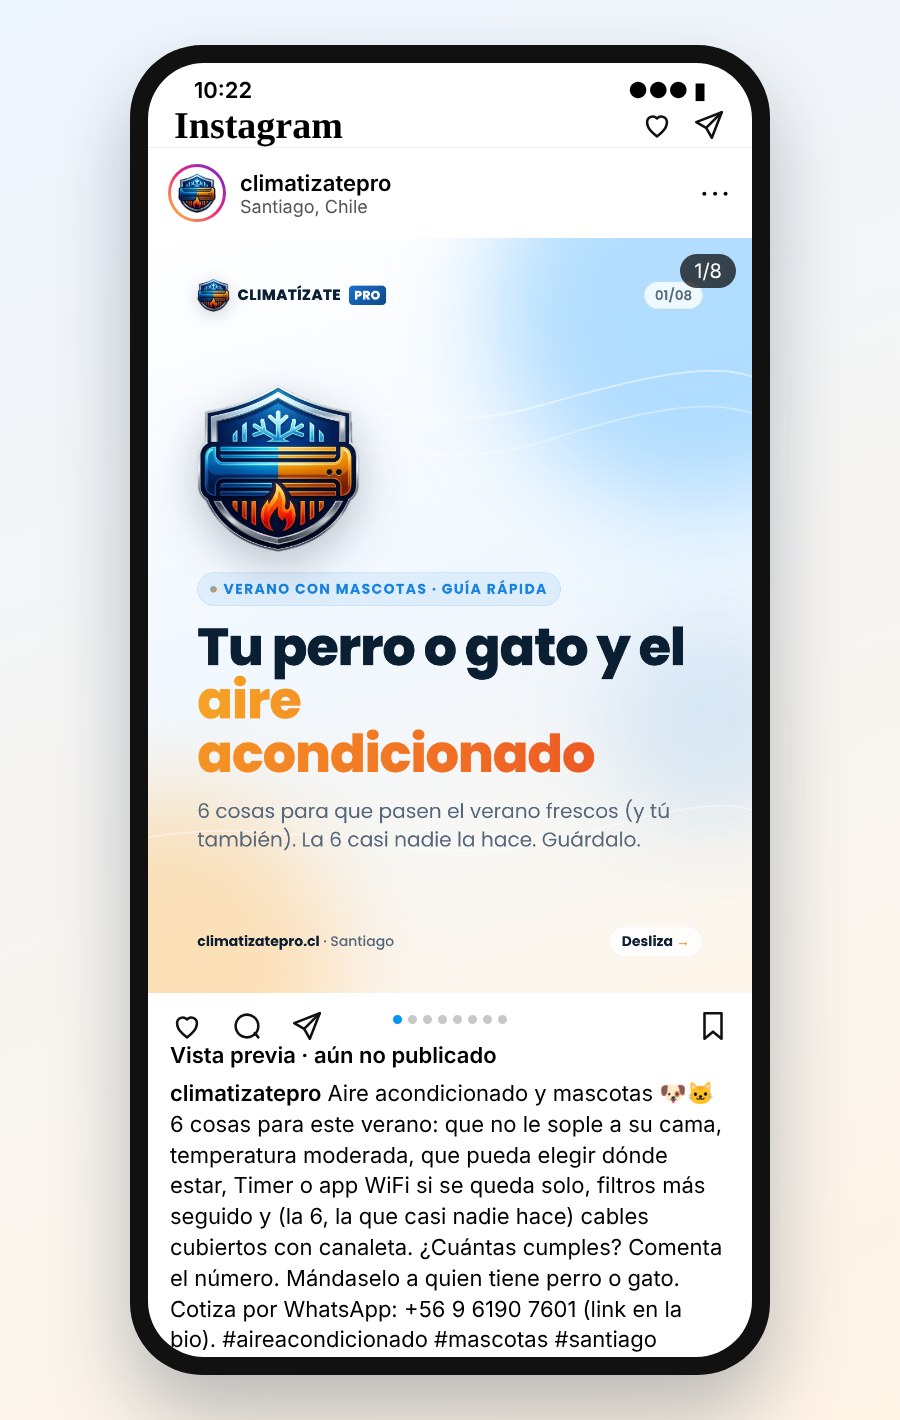 10:22
Instagram
climatizatepro
Santiago, Chile
1/8
CLIMATÍZATE PRO
01/08
VERANO CON MASCOTAS · GUÍA RÁPIDA
Tu perro o gato y el
aire
acondicionado
6 cosas para que pasen el verano frescos (y tú
también). La 6 casi nadie la hace. Guárdalo.
climatizatepro.cl · Santiago
Desliza →
Vista previa · aún no publicado
climatizatepro Aire acondicionado y mascotas 🐶🐱
6 cosas para este verano: que no le sople a su cama,
temperatura moderada, que pueda elegir dónde
estar, Timer o app WiFi si se queda solo, filtros más
seguido y (la 6, la que casi nadie hace) cables
cubiertos con canaleta. ¿Cuántas cumples? Comenta
el número. Mándaselo a quien tiene perro o gato.
Cotiza por WhatsApp: +56 9 6190 7601 (link en la
bio). #aireacondicionado #mascotas #santiago